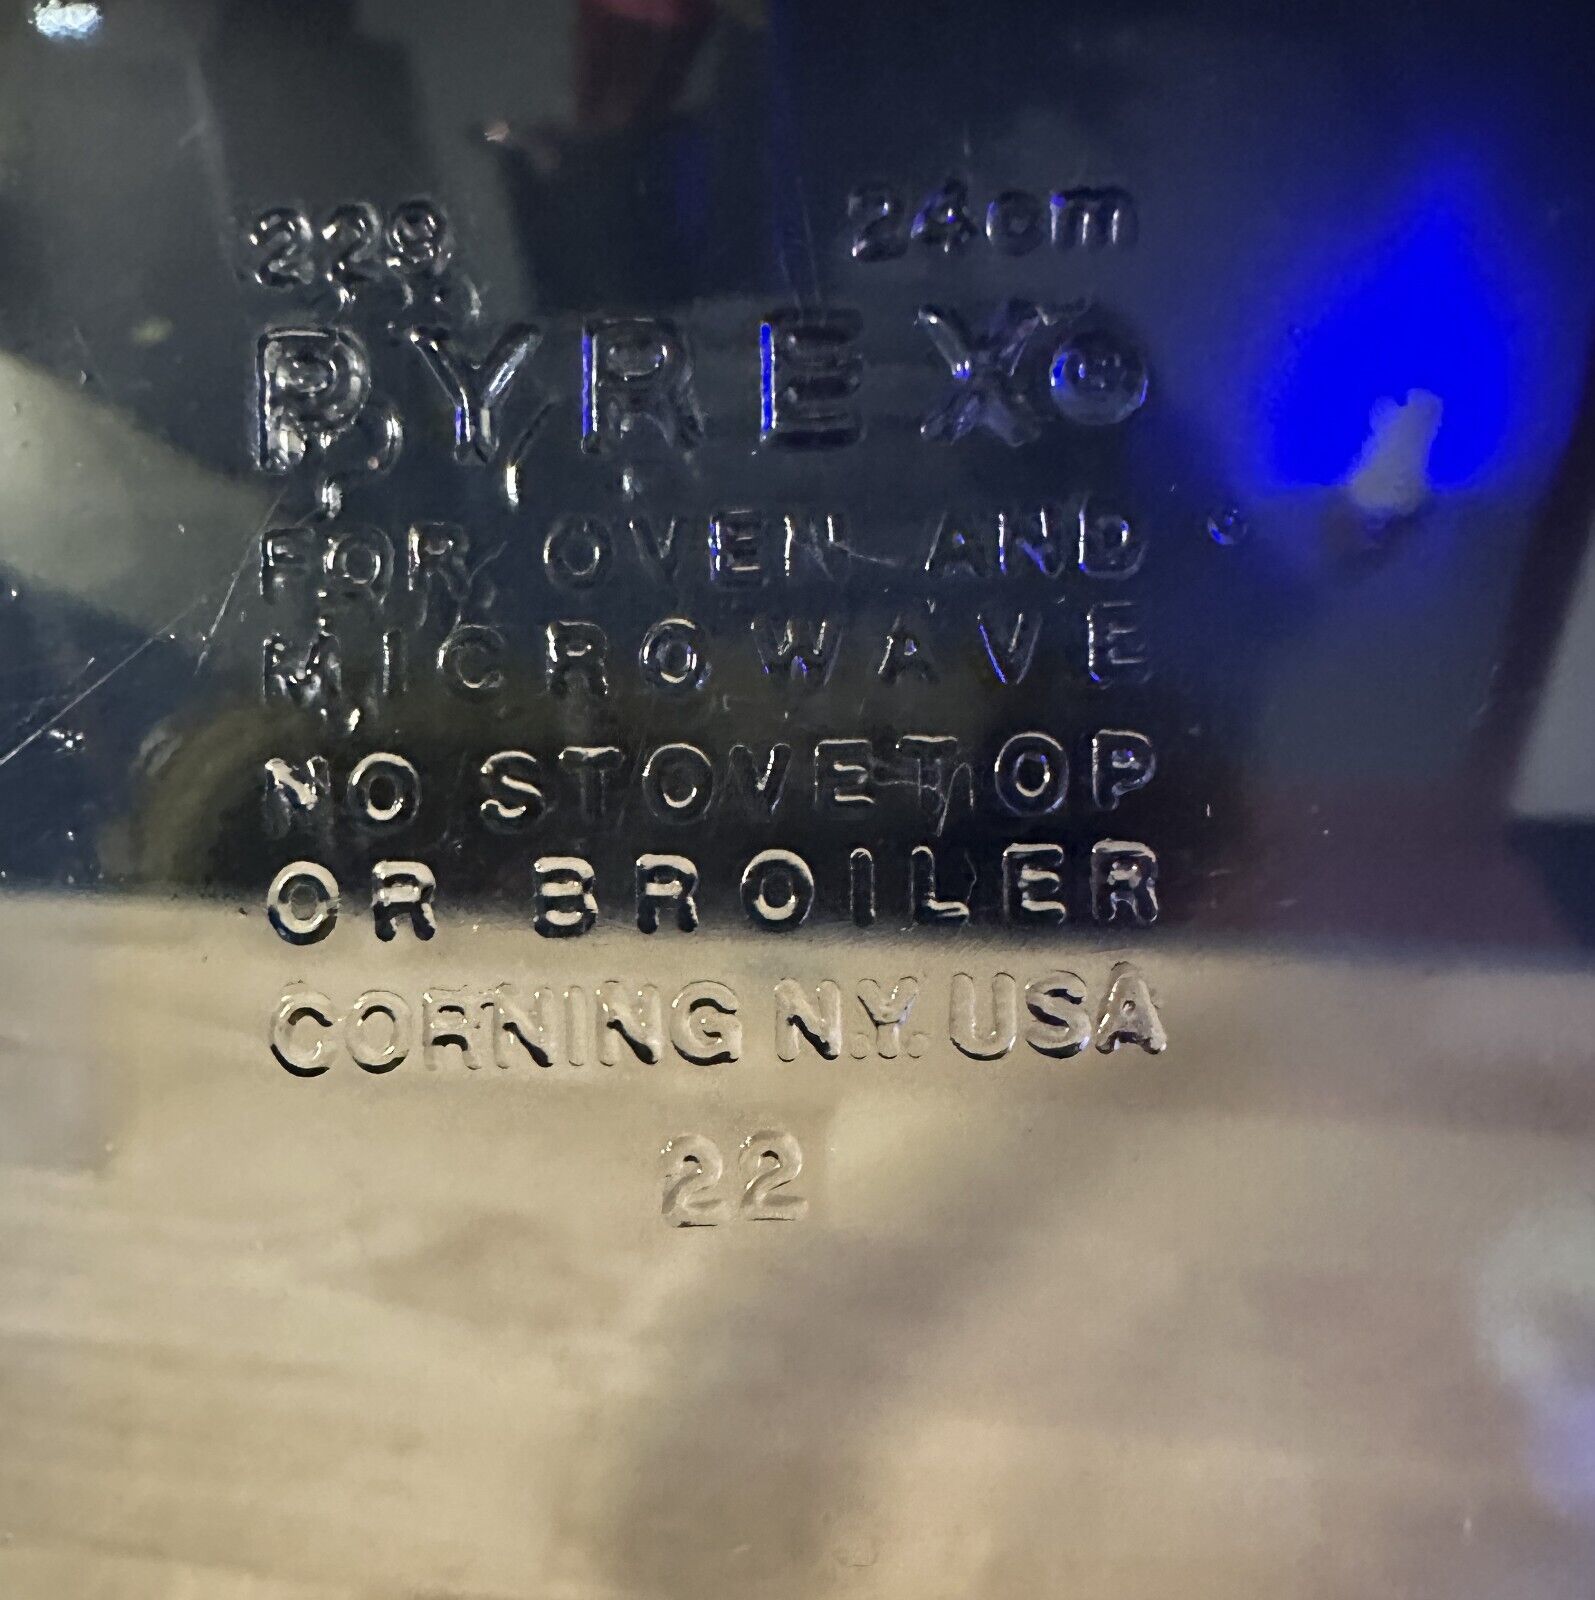 229 24cm
PYREX®
FOR OVEN AND
MICROWAVE
NO STOVETOP
OR BROILER
CORNING N.Y. USA
22